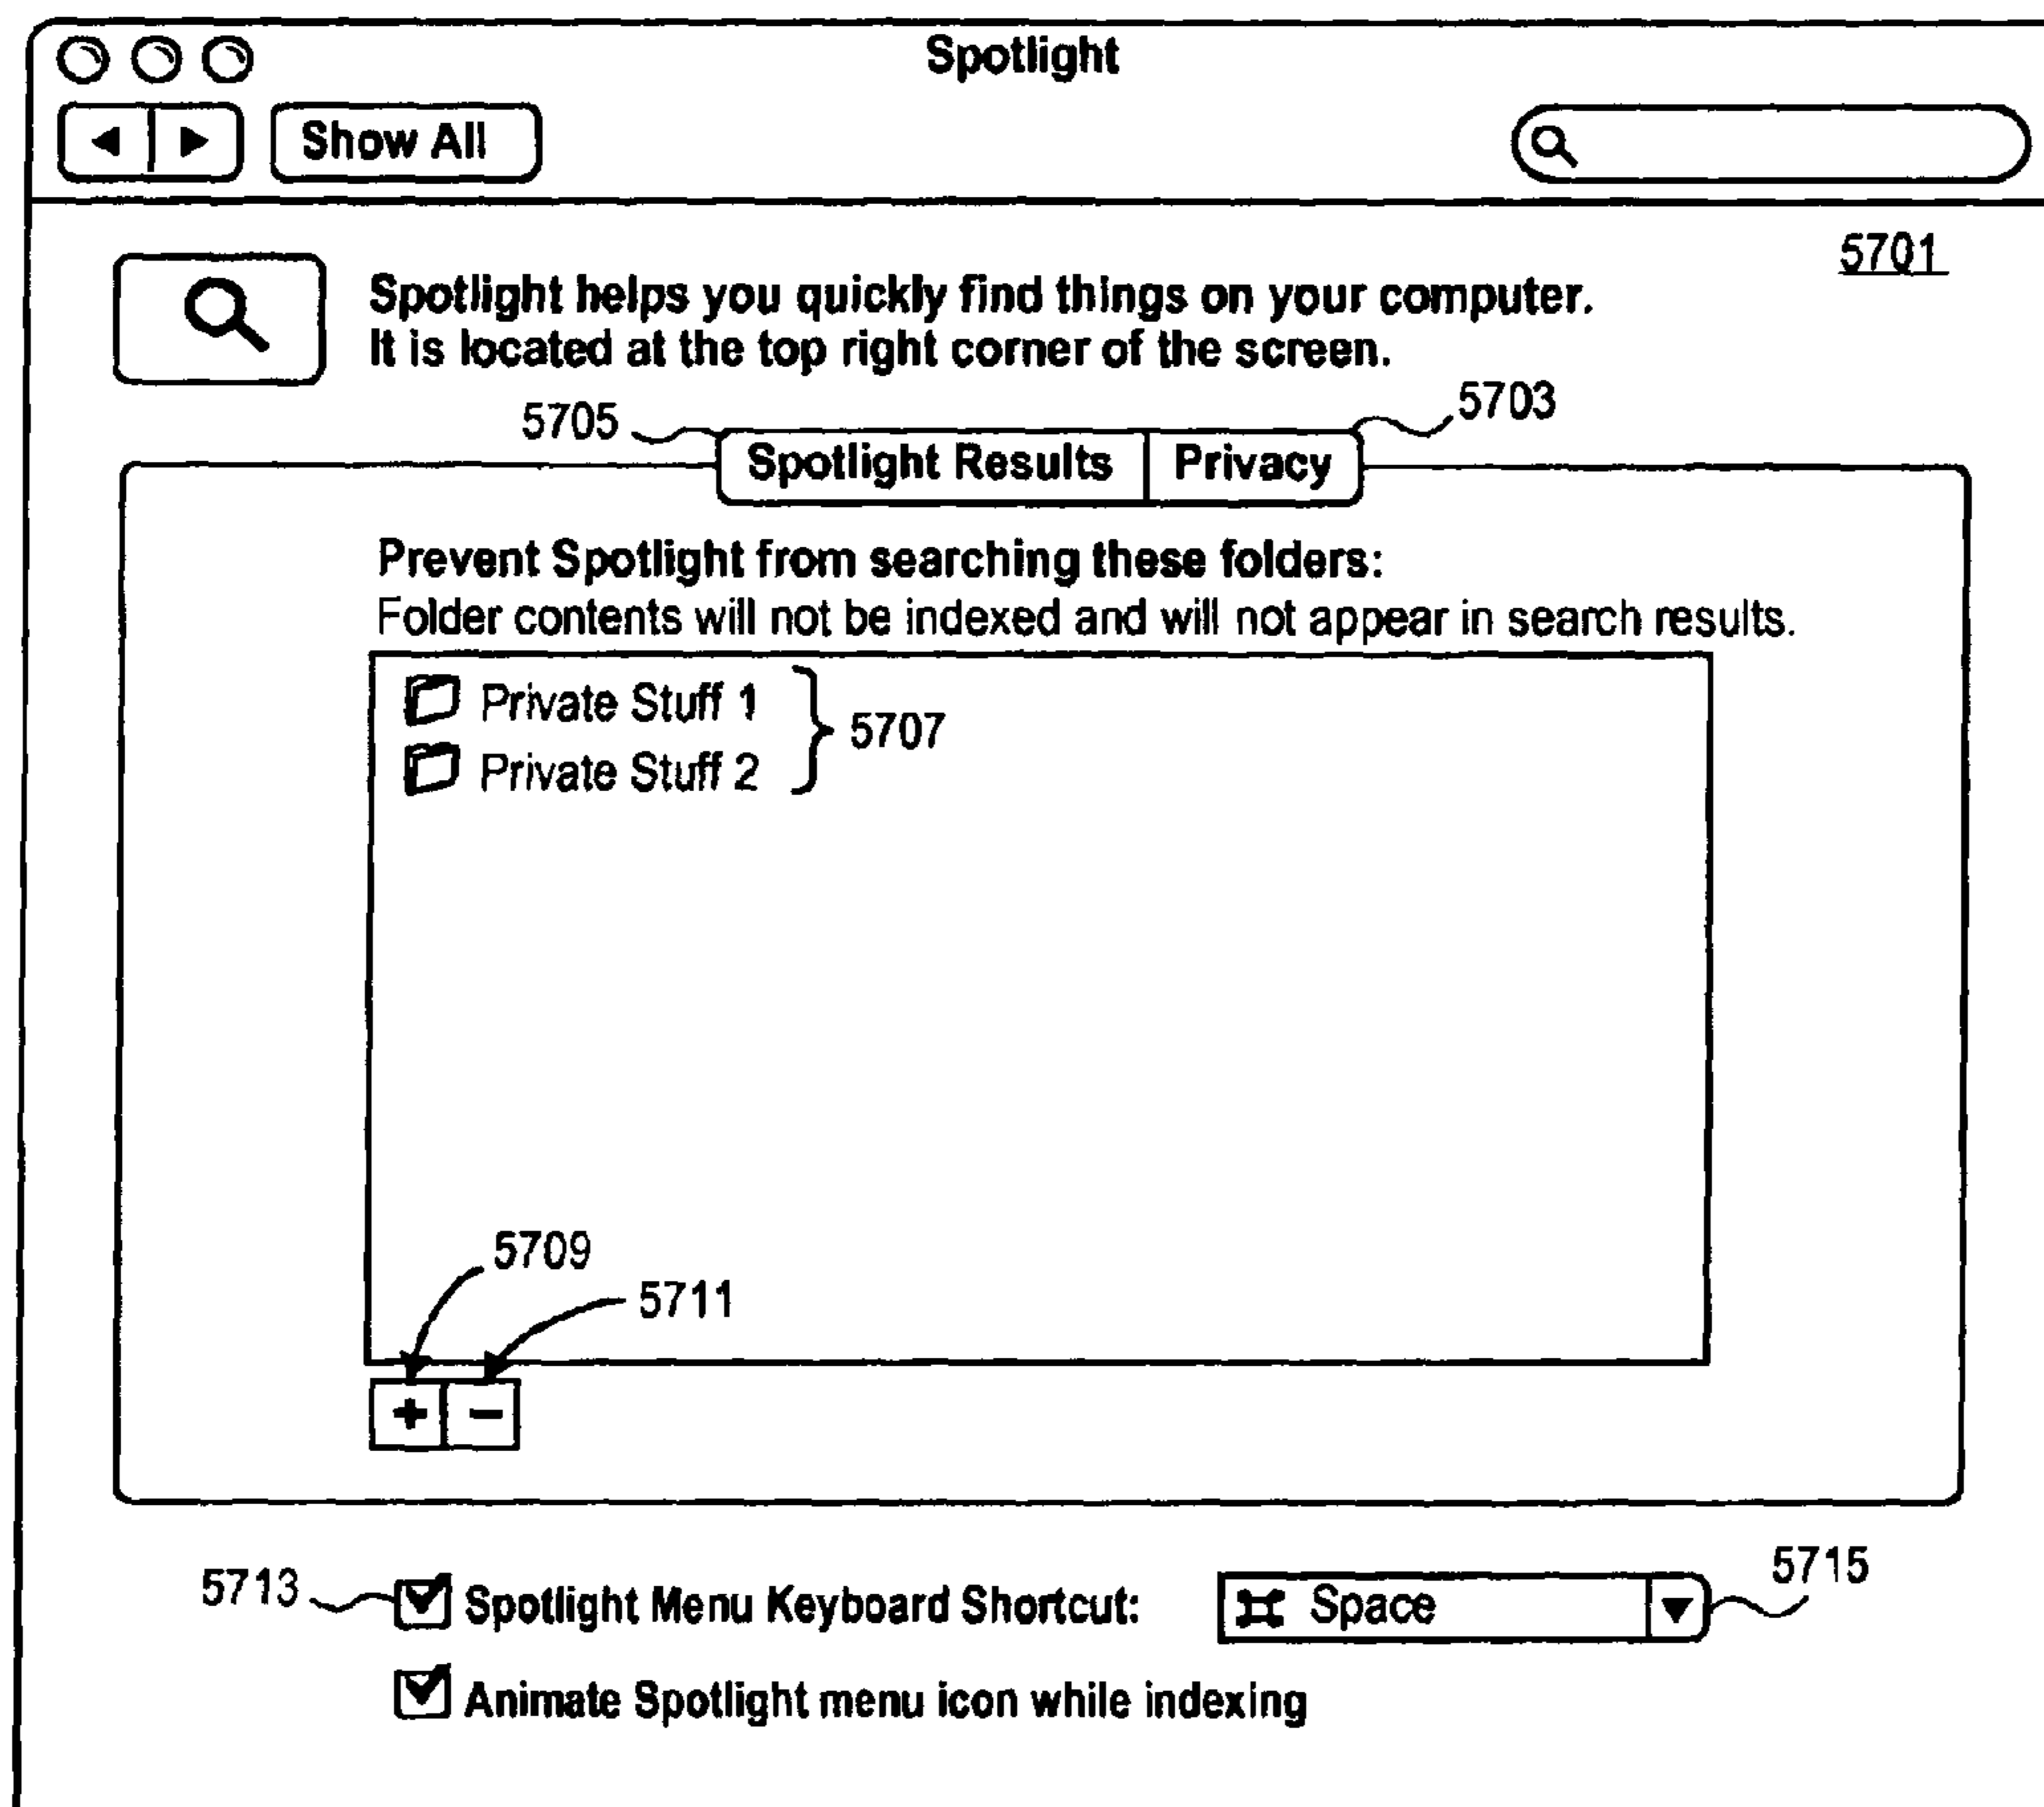 Spotlight
Show All
5701
Spotlight helps you quickly find things on your computer.
It is located at the top right corner of the screen.
5705
5703
Spotlight Results
Privacy
Prevent Spotlight from searching these folders:
Folder contents will not be indexed and will not appear in search results.
Private Stuff 1
5707
Private Stuff 2
5709
5711
+ −
5713
Spotlight Menu Keyboard Shortcut:
⌘ Space
5715
Animate Spotlight menu icon while indexing